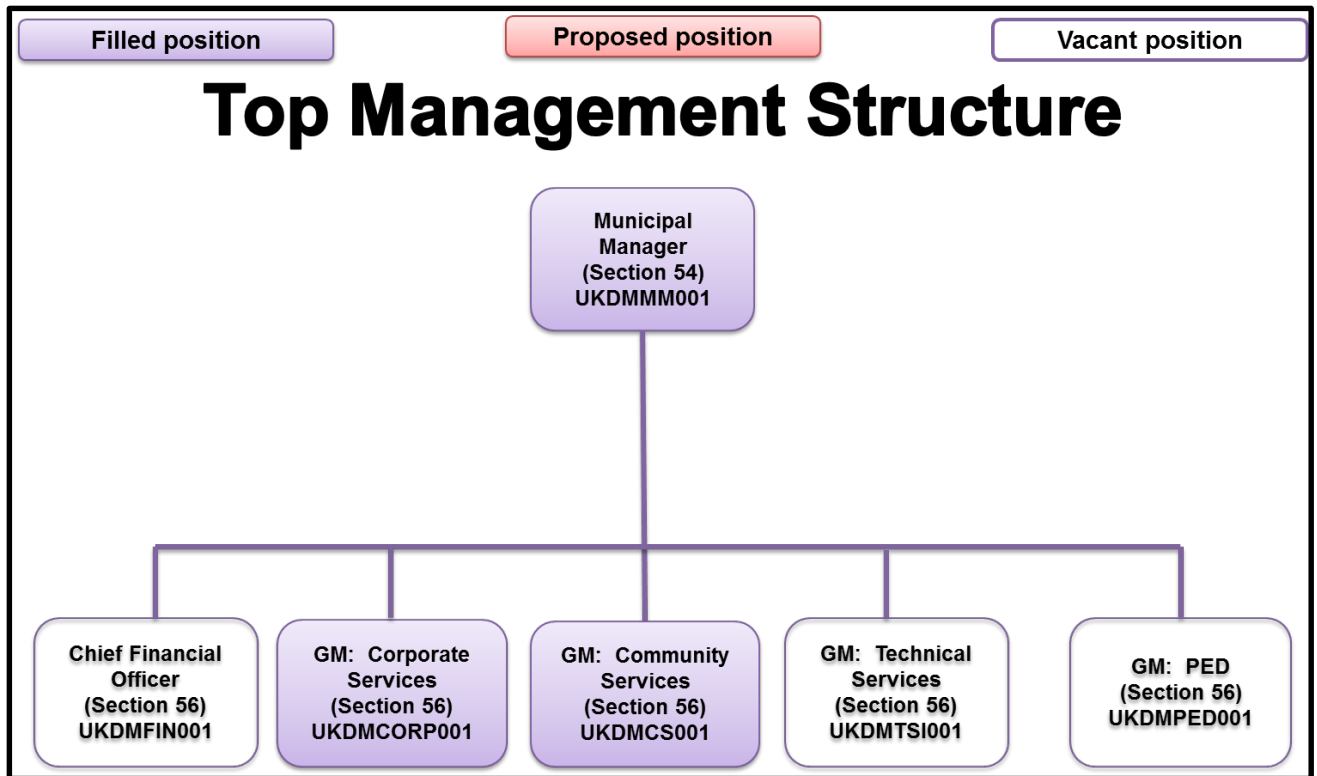 Filled position
Proposed position
Vacant position
Top Management Structure
Municipal
Manager
(Section 54)
UKDMMM001
Chief Financial
Officer
(Section 56)
UKDMFIN001
GM:  Corporate
Services
(Section 56)
UKDMCORP001
GM:  Community
Services
(Section 56)
UKDMCS001
GM:  Technical
Services
(Section 56)
UKDMTSI001
GM:  PED
(Section 56)
UKDMPED001